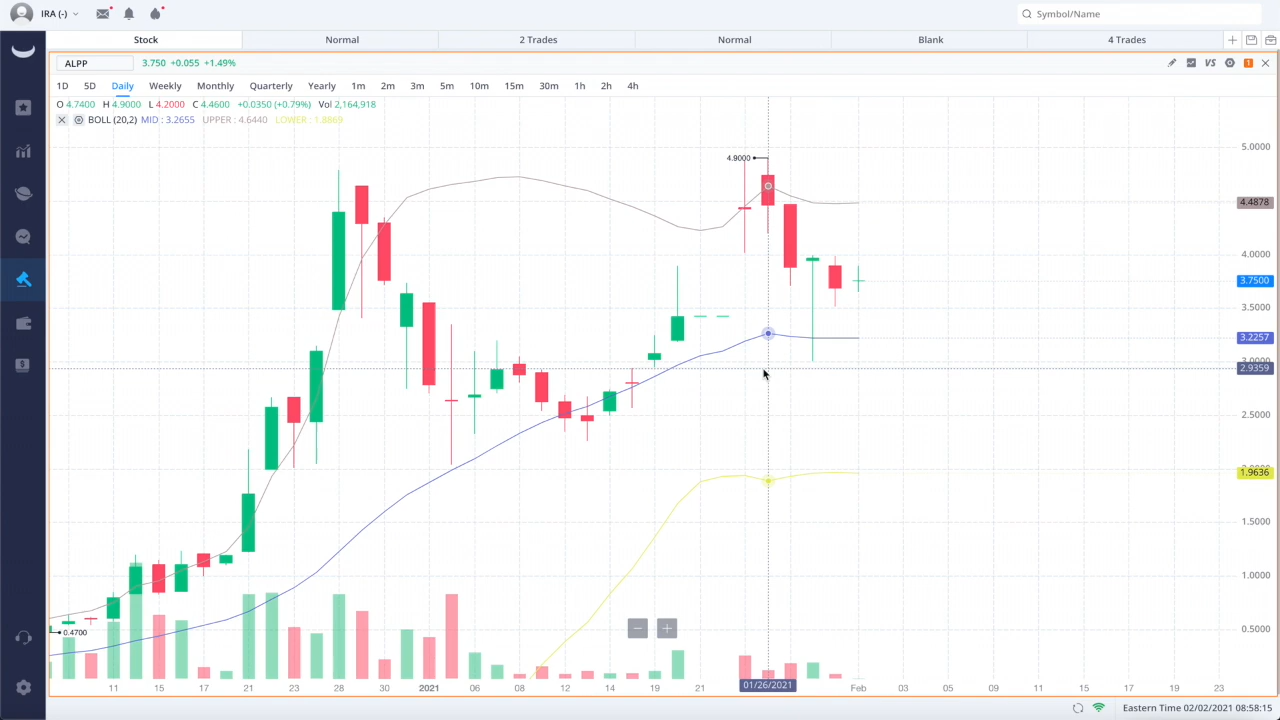 IRA (-)
Symbol/Name
Stock
Normal
2 Trades
Normal
Blank
4 Trades
ALPP
3.750 +0.055 +1.49%
VS
1
1D 5D Daily Weekly Monthly Quarterly Yearly 1m 2m 3m 5m 10m 15m 30m 1h 2h 4h
O 4.7400 H 4.9000 L 4.2000 C 4.4600 +0.0350 (+0.79%) Vol 2,164,918
BOLL (20,2) MID : 3.2655 UPPER : 4.6440 LOWER : 1.8869
4.9000
5.0000
4.4878
4.0000
3.7500
3.5000
3.2257
3.0000
2.9359
2.5000
1.9636
1.5000
1.0000
0.5000
0.4700
11 14 15 17 21 23 28 30 2021 06 08 12 14 19 21 01/26/2021 Feb 03 05 09 11 15 17 19 23
Eastern Time 02/02/2021 08:58:15